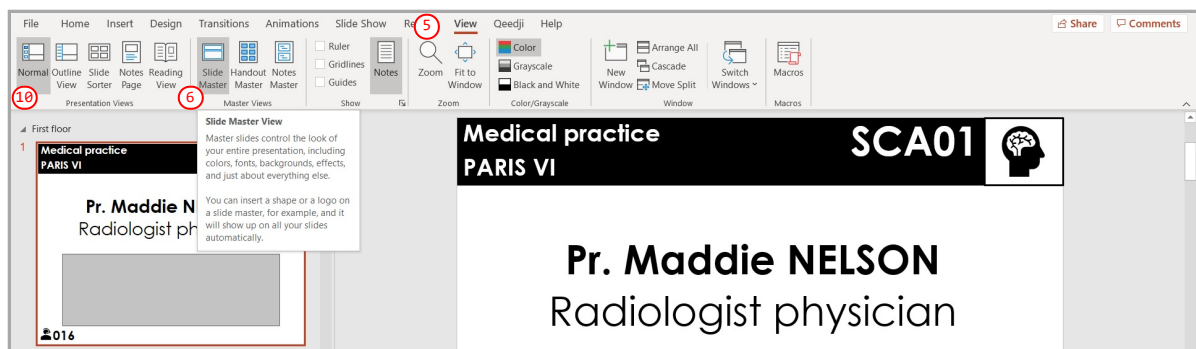 File Home Insert Design Transitions Animations Slide Show Re 5 View Qeedji Help Share Comments
Normal Outline View Slide Sorter Notes Page Reading View
Slide Master Handout Master Notes Master
Ruler
Gridlines
Guides
Notes
Zoom Fit to Window
Color
Grayscale
Black and White
New Window
Arrange All
Cascade
Move Split
Switch Windows
Macros
10
6
Presentation Views Master Views Show Zoom Color/Grayscale Window Macros
First floor
1
Medical practice
PARIS VI
Pr. Maddie N
Radiologist ph
016
Slide Master View
Master slides control the look of
your entire presentation, including
colors, fonts, backgrounds, effects,
and just about everything else.
You can insert a shape or a logo on
a slide master, for example, and it
will show up on all your slides
automatically.
Medical practice
PARIS VI
SCA01
Pr. Maddie NELSON
Radiologist physician